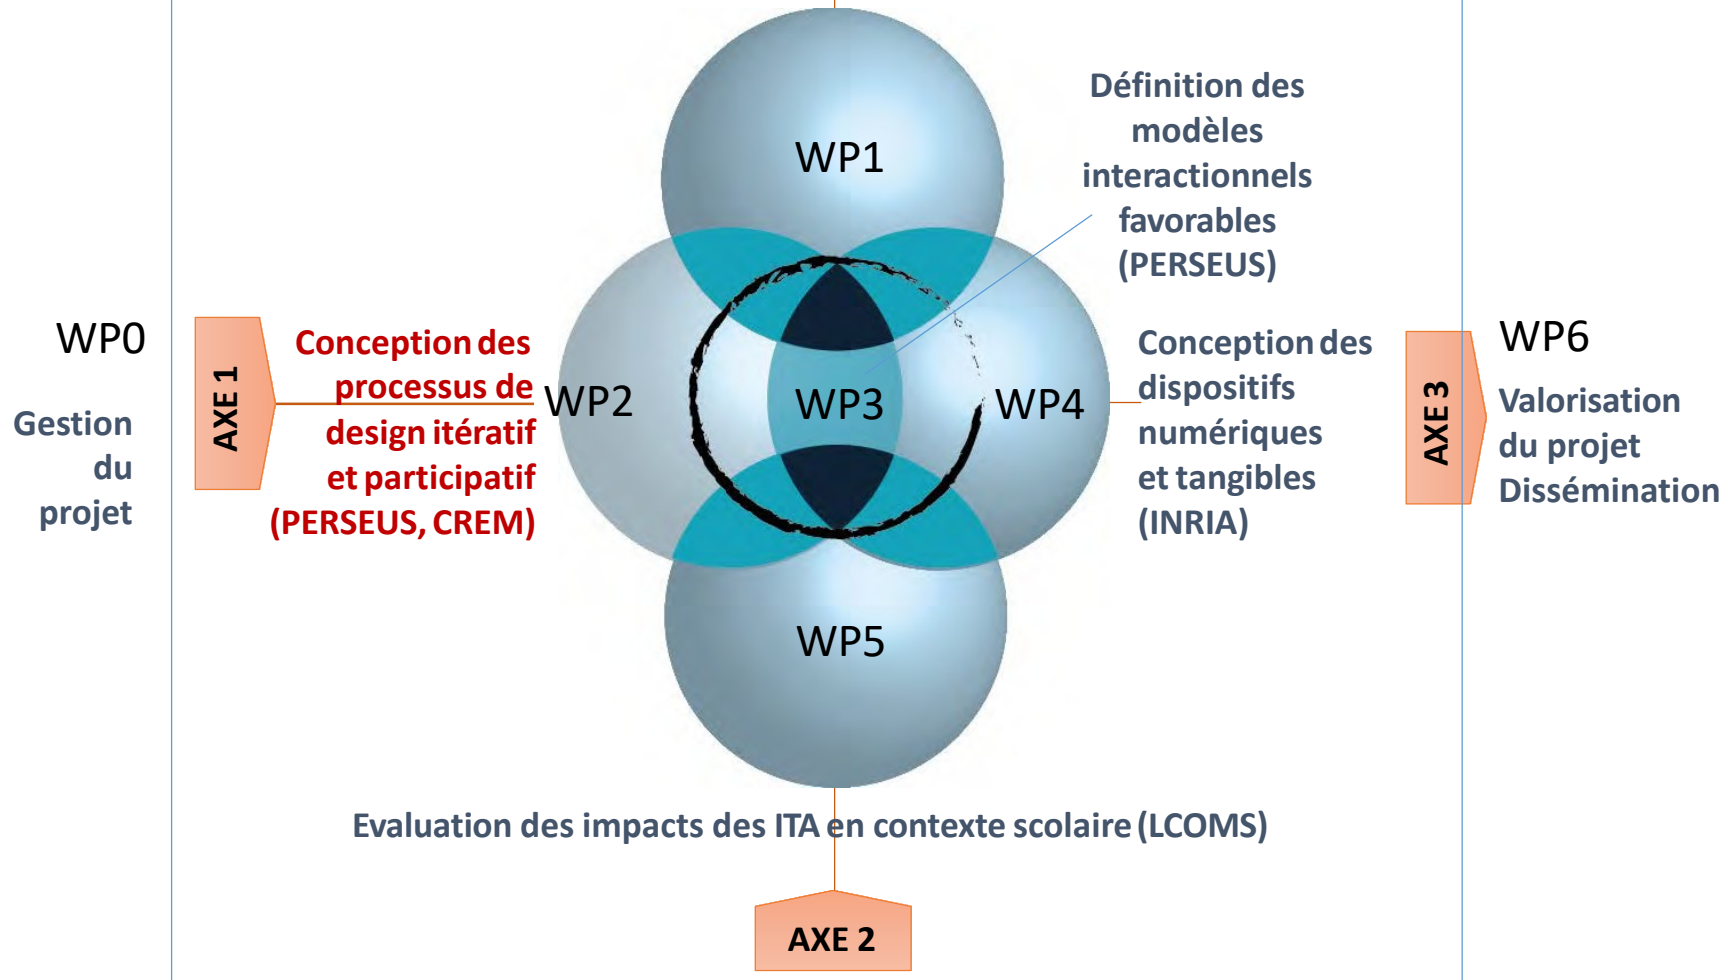 WP1
Définition des
modèles
interactionnels
favorables
(PERSEUS)
WP0
Gestion
du
projet
AXE 1
Conception des
processus de
design itératif
et participatif
(PERSEUS, CREM)
WP2
WP3
WP4
Conception des
dispositifs
numériques
et tangibles
(INRIA)
AXE 3
WP6
Valorisation
du projet
Dissémination
WP5
Evaluation des impacts des ITA en contexte scolaire (LCOMS)
AXE 2